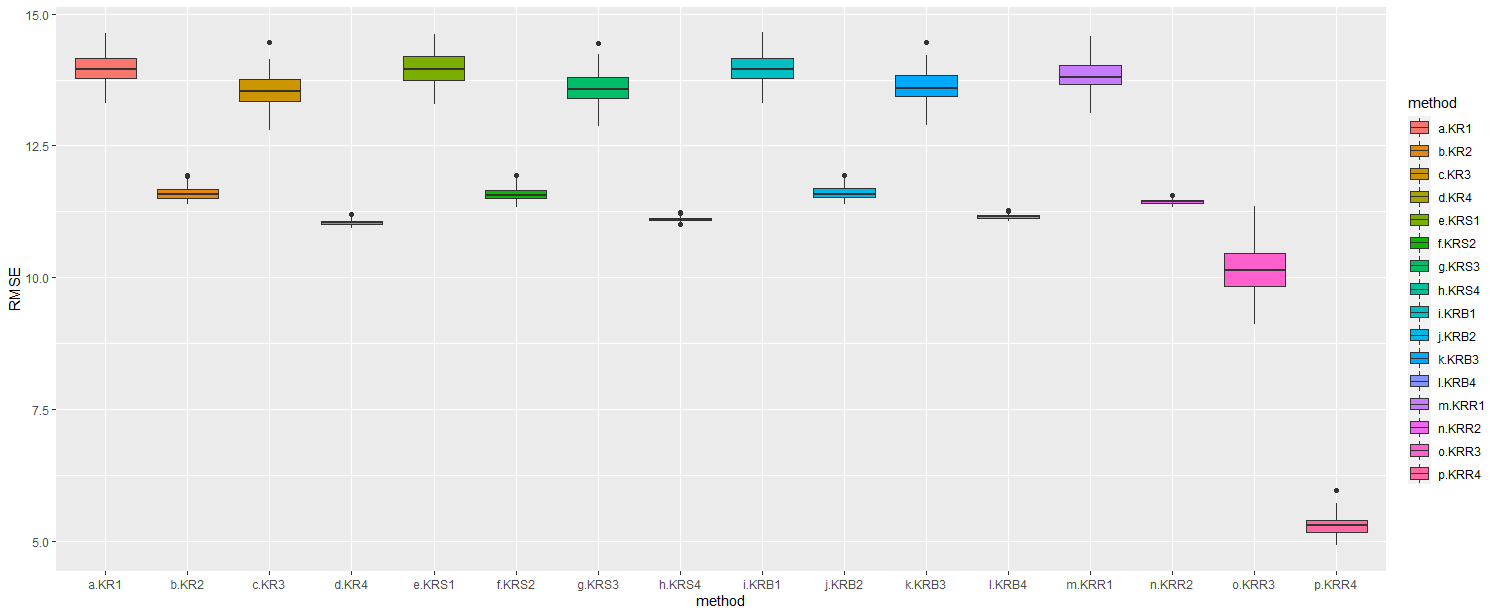 15.0
12.5
10.0
7.5
5.0
RMSE
a.KR1 b.KR2 c.KR3 d.KR4 e.KRS1 f.KRS2 g.KRS3 h.KRS4 i.KRB1 j.KRB2 k.KRB3 l.KRB4 m.KRR1 n.KRR2 o.KRR3 p.KRR4
method
method
a.KR1
b.KR2
c.KR3
d.KR4
e.KRS1
f.KRS2
g.KRS3
h.KRS4
i.KRB1
j.KRB2
k.KRB3
l.KRB4
m.KRR1
n.KRR2
o.KRR3
p.KRR4